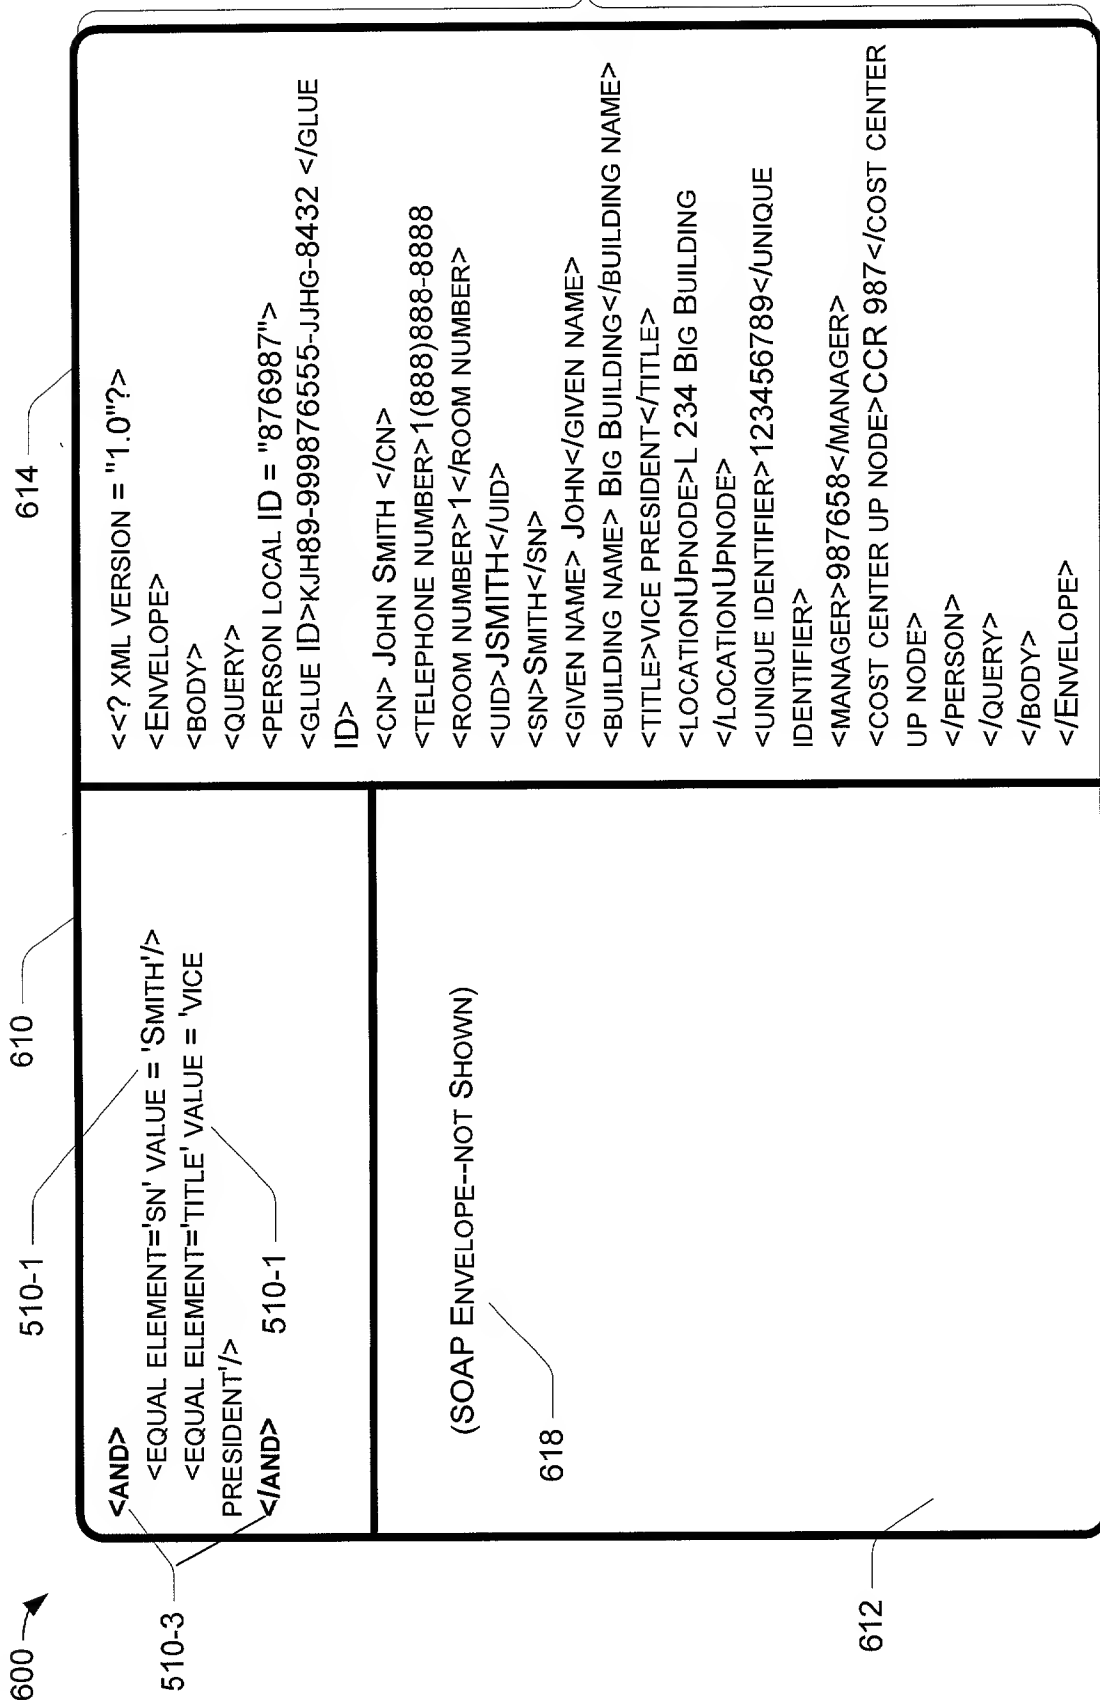 600
610
614
510-1
510-3
<AND>
<EQUAL ELEMENT='SN' VALUE = 'SMITH'/>
<EQUAL ELEMENT='TITLE' VALUE = 'VICE
PRESIDENT'/>
</AND>
510-1
(SOAP ENVELOPE--NOT SHOWN)
618
612
<<? XML VERSION = "1.0"?>
<ENVELOPE>
<BODY>
<QUERY>
<PERSON LOCAL ID = "876987">
<GLUE ID>KJH89-999876555-JJHG-8432 </GLUE
ID>
<CN> JOHN SMITH </CN>
<TELEPHONE NUMBER>1(888)888-8888
<ROOM NUMBER>1</ROOM NUMBER>
<UID>JSMITH</UID>
<SN>SMITH</SN>
<GIVEN NAME> JOHN</GIVEN NAME>
<BUILDING NAME> BIG BUILDING</BUILDING NAME>
<TITLE>VICE PRESIDENT</TITLE>
<LOCATIONUPNODE>L 234 BIG BUILDING
</LOCATIONUPNODE>
<UNIQUE IDENTIFIER>123456789</UNIQUE
IDENTIFIER>
<MANAGER>987658</MANAGER>
<COST CENTER UP NODE>CCR 987</COST CENTER
UP NODE>
</PERSON>
</QUERY>
</BODY>
</ENVELOPE>